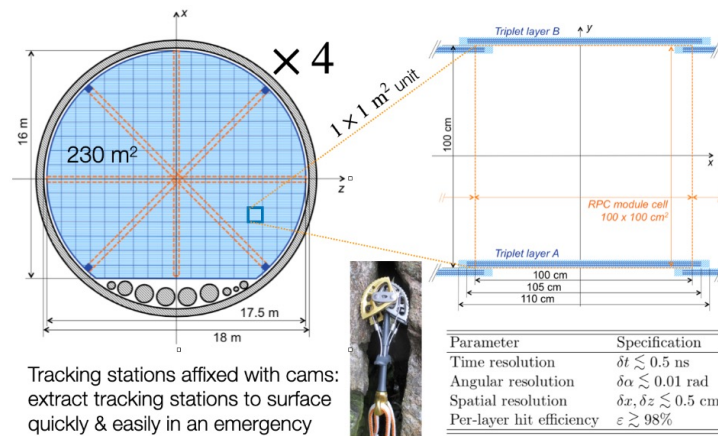 x
× 4
16 m
230 m²
z
17.5 m
18 m
1 × 1 m² unit
Triplet layer B
y
100 cm
x
RPC module cell
100 x 100 cm²
Triplet layer A
100 cm
105 cm
110 cm
Tracking stations affixed with cams:
extract tracking stations to surface
quickly & easily in an emergency
Parameter Specification
Time resolution δt ≲ 0.5 ns
Angular resolution δα ≲ 0.01 rad
Spatial resolution δx, δz ≲ 0.5 cm
Per-layer hit efficiency ε ≳ 98%